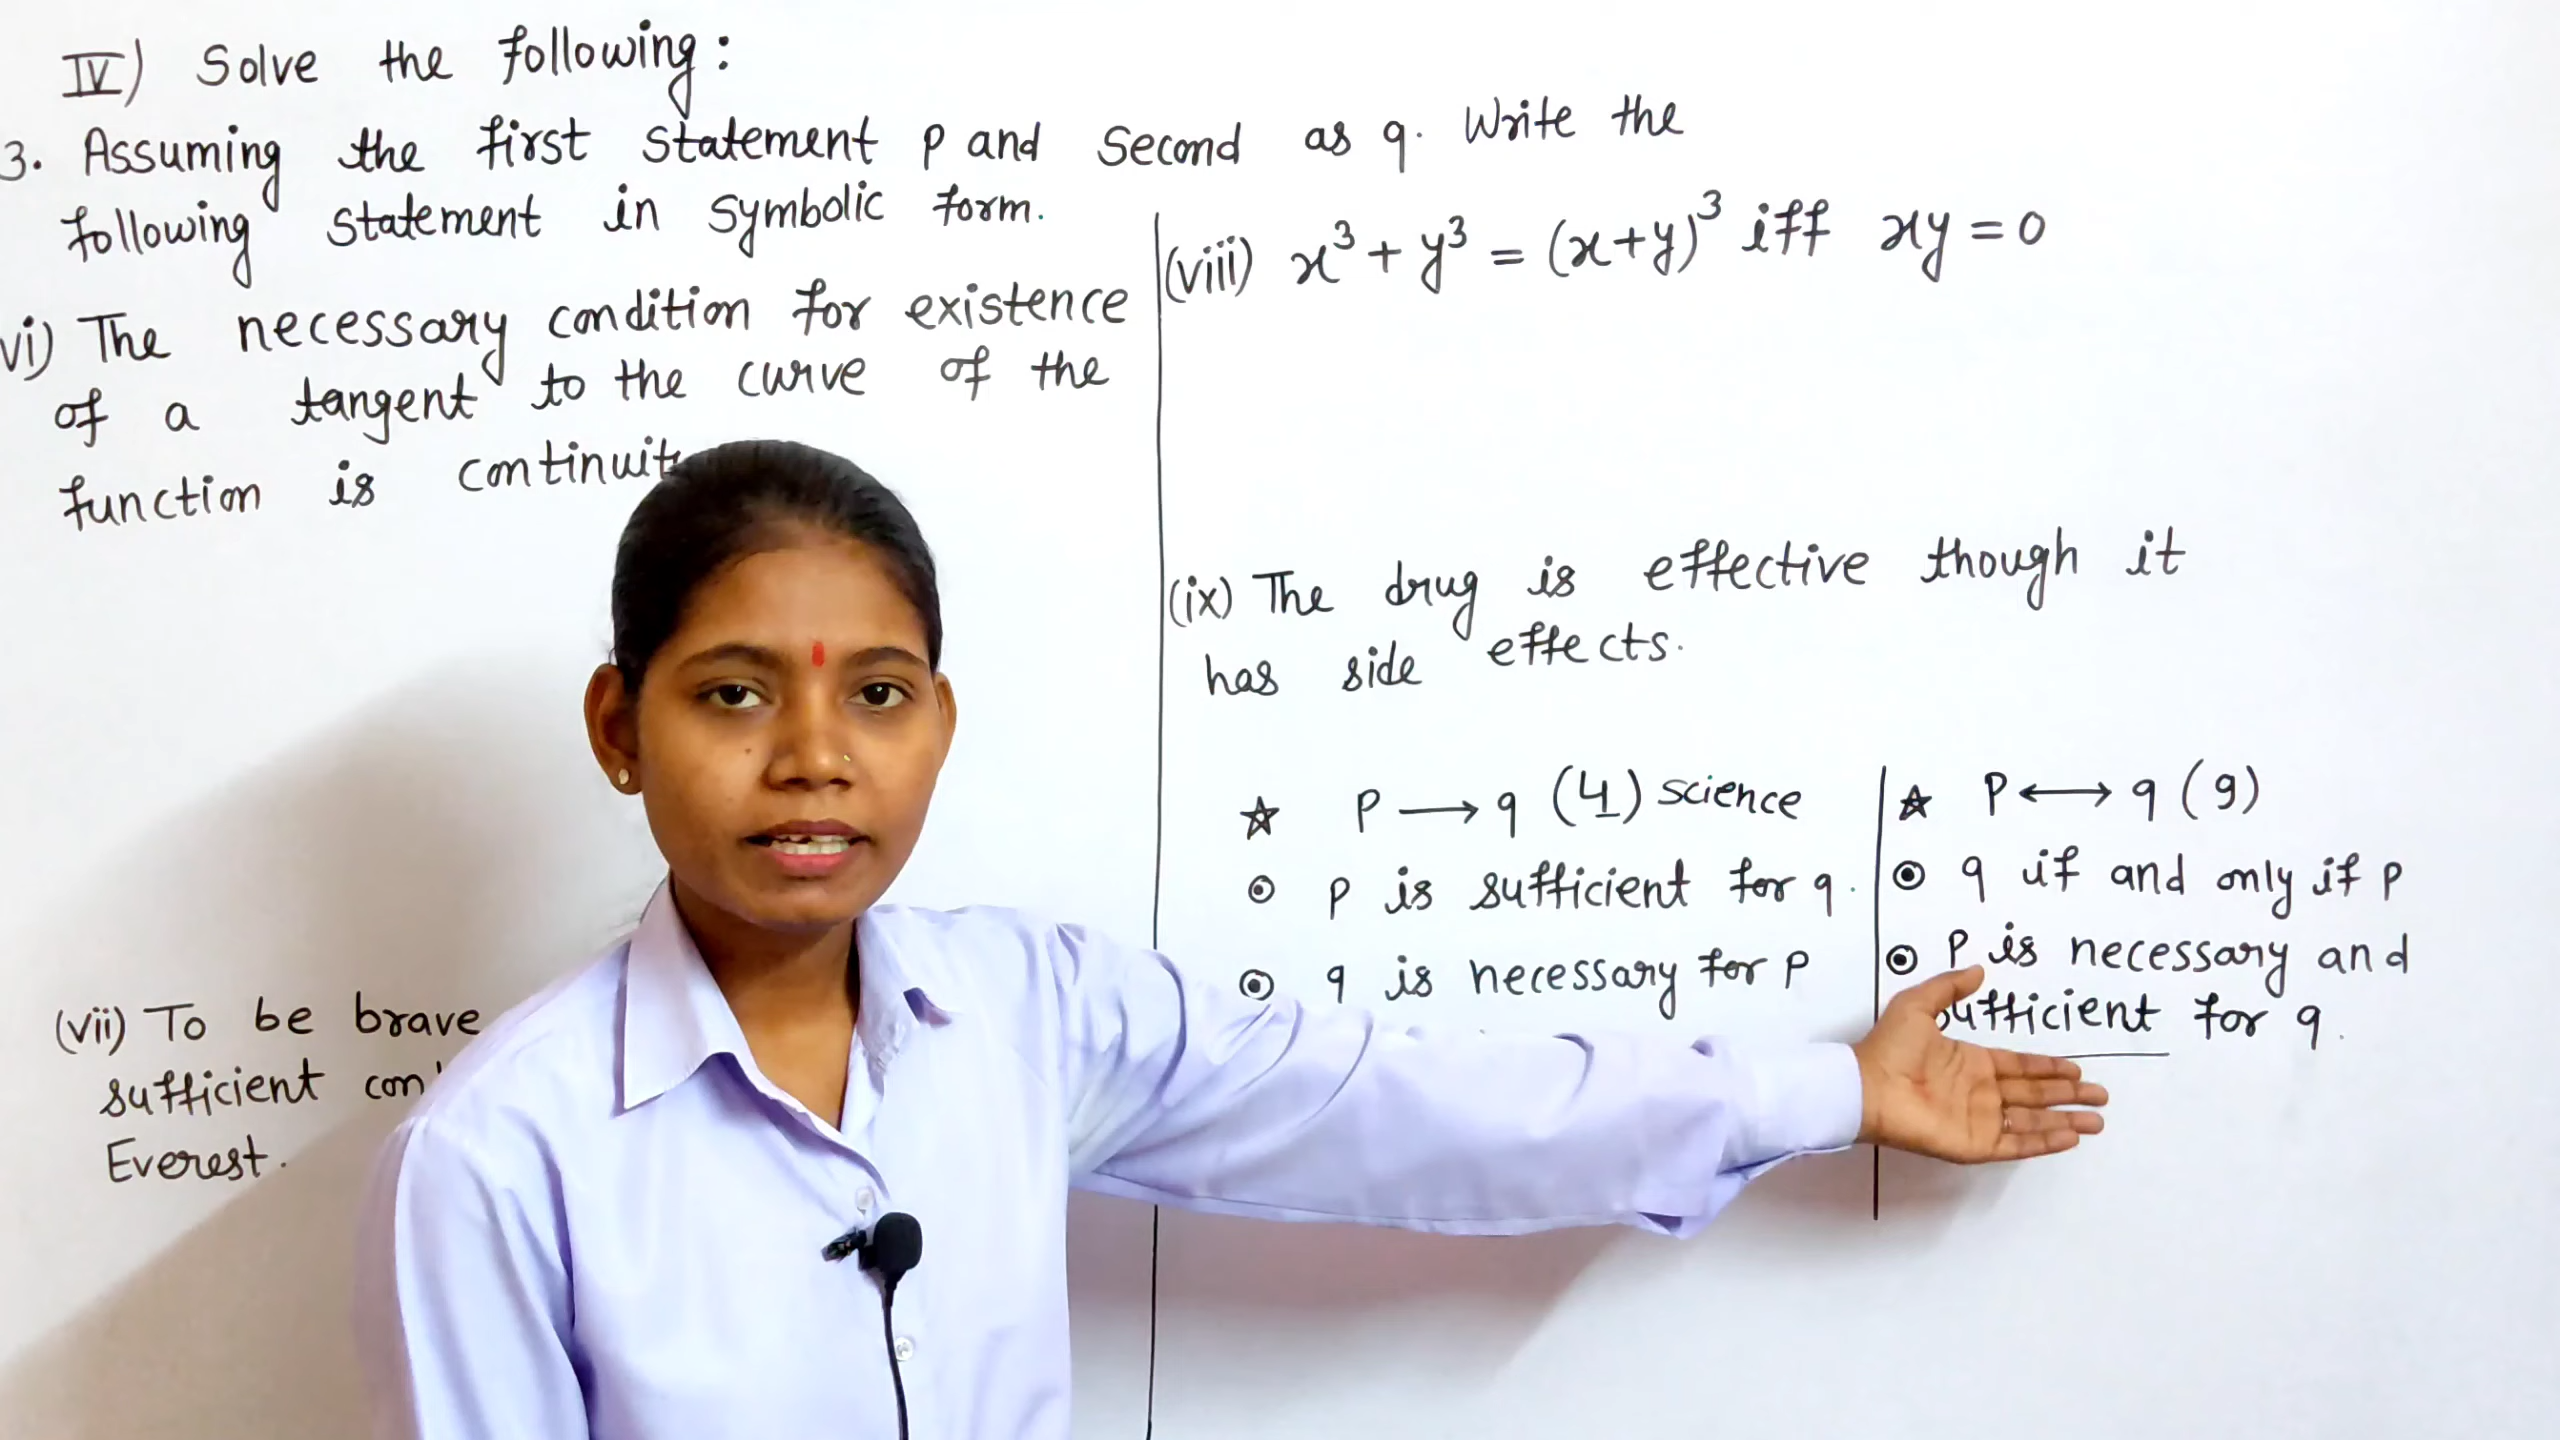 IV) Solve the following:
3. Assuming the first statement p and second as q. Write the
following statement in symbolic form.
vi) The necessary condition for existence
of a tangent to the curve of the
function is
(vii) To be brave
sufficient
Everest.
(viii) x³ + y³ = (x+y)³ iff xy = 0
(ix) The drug is effective though it
has side effects.
☆ P → q (4) science
⊙ p is sufficient for q.
⊙ q is necessary for p
☆ P ↔ q (9)
⊙ q if and only if p
⊙ P is necessary and
for q.